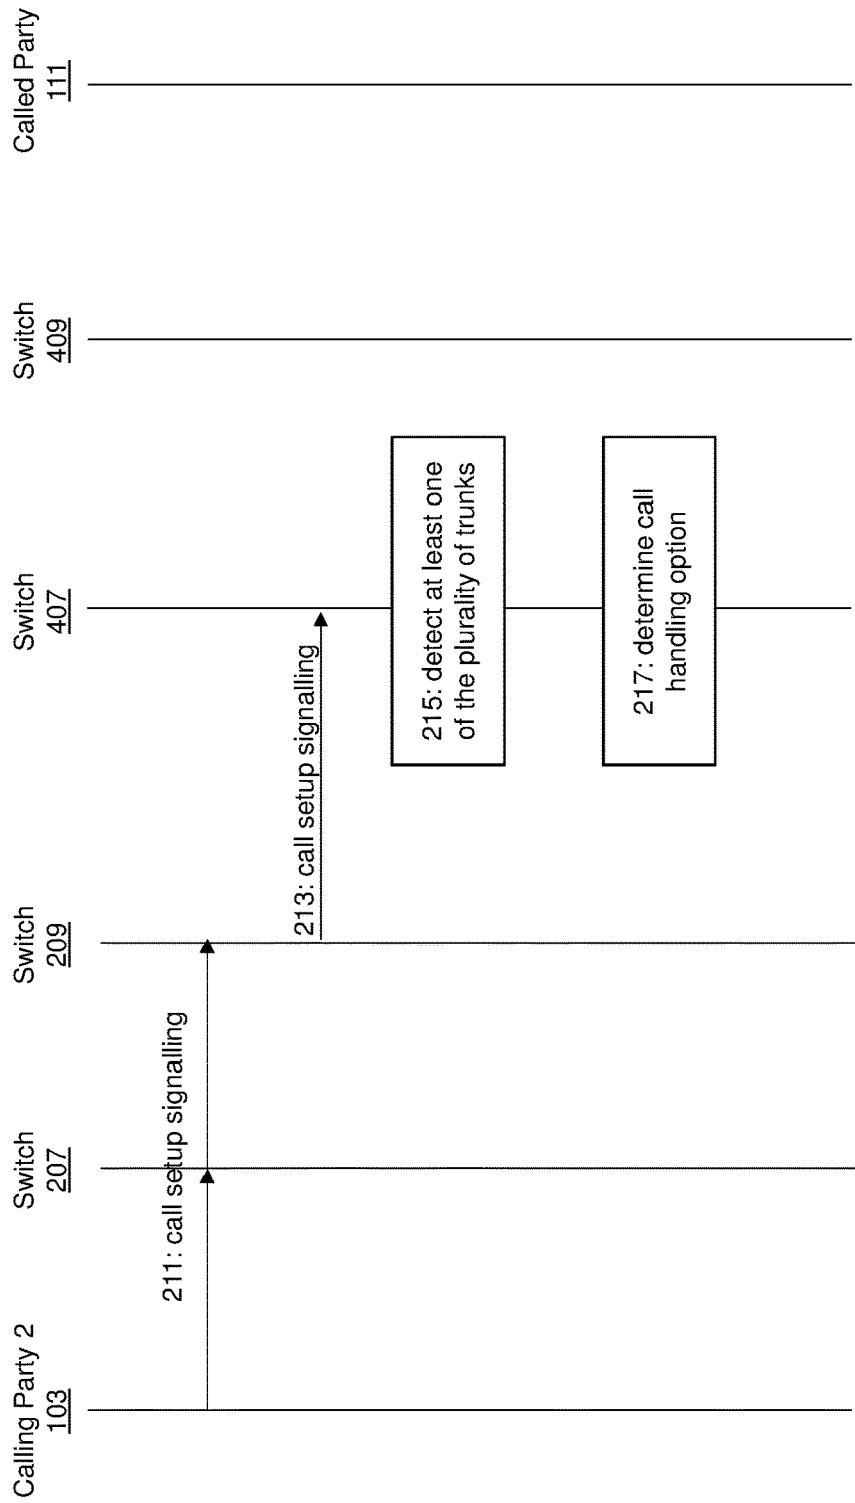 Calling Party 2
103
Switch
207
Switch
209
Switch
407
Switch
409
Called Party
111
211: call setup signalling
213: call setup signalling
215: detect at least one
of the plurality of trunks
217: determine call
handling option